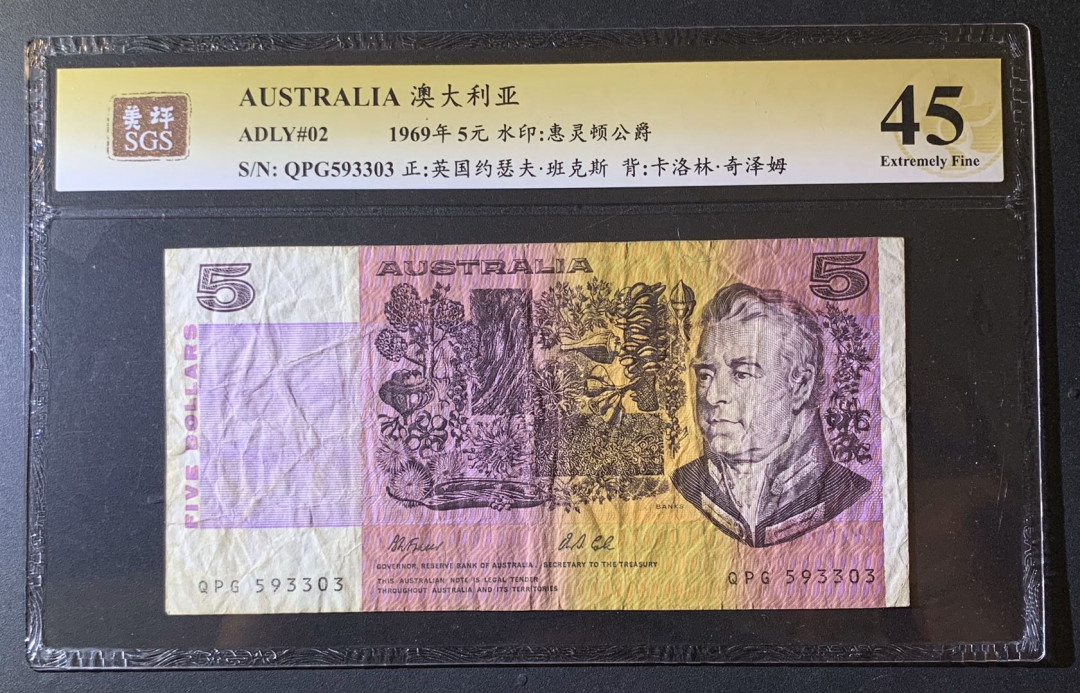 美评
SGS
AUSTRALIA 澳大利亚
ADLY#02 1969年 5元 水印:惠灵顿公爵
S/N: QPG593303 正:英国约瑟夫·班克斯 背:卡洛林·奇泽姆
45
Extremely Fine
5
AUSTRALIA
5
FIVE DOLLARS
BANKS
GOVERNOR, RESERVE BANK OF AUSTRALIA. SECRETARY TO THE TREASURY
THIS AUSTRALIAN NOTE IS LEGAL TENDER
THROUGHOUT AUSTRALIA AND ITS TERRITORIES
QPG 593303
QPG 593303